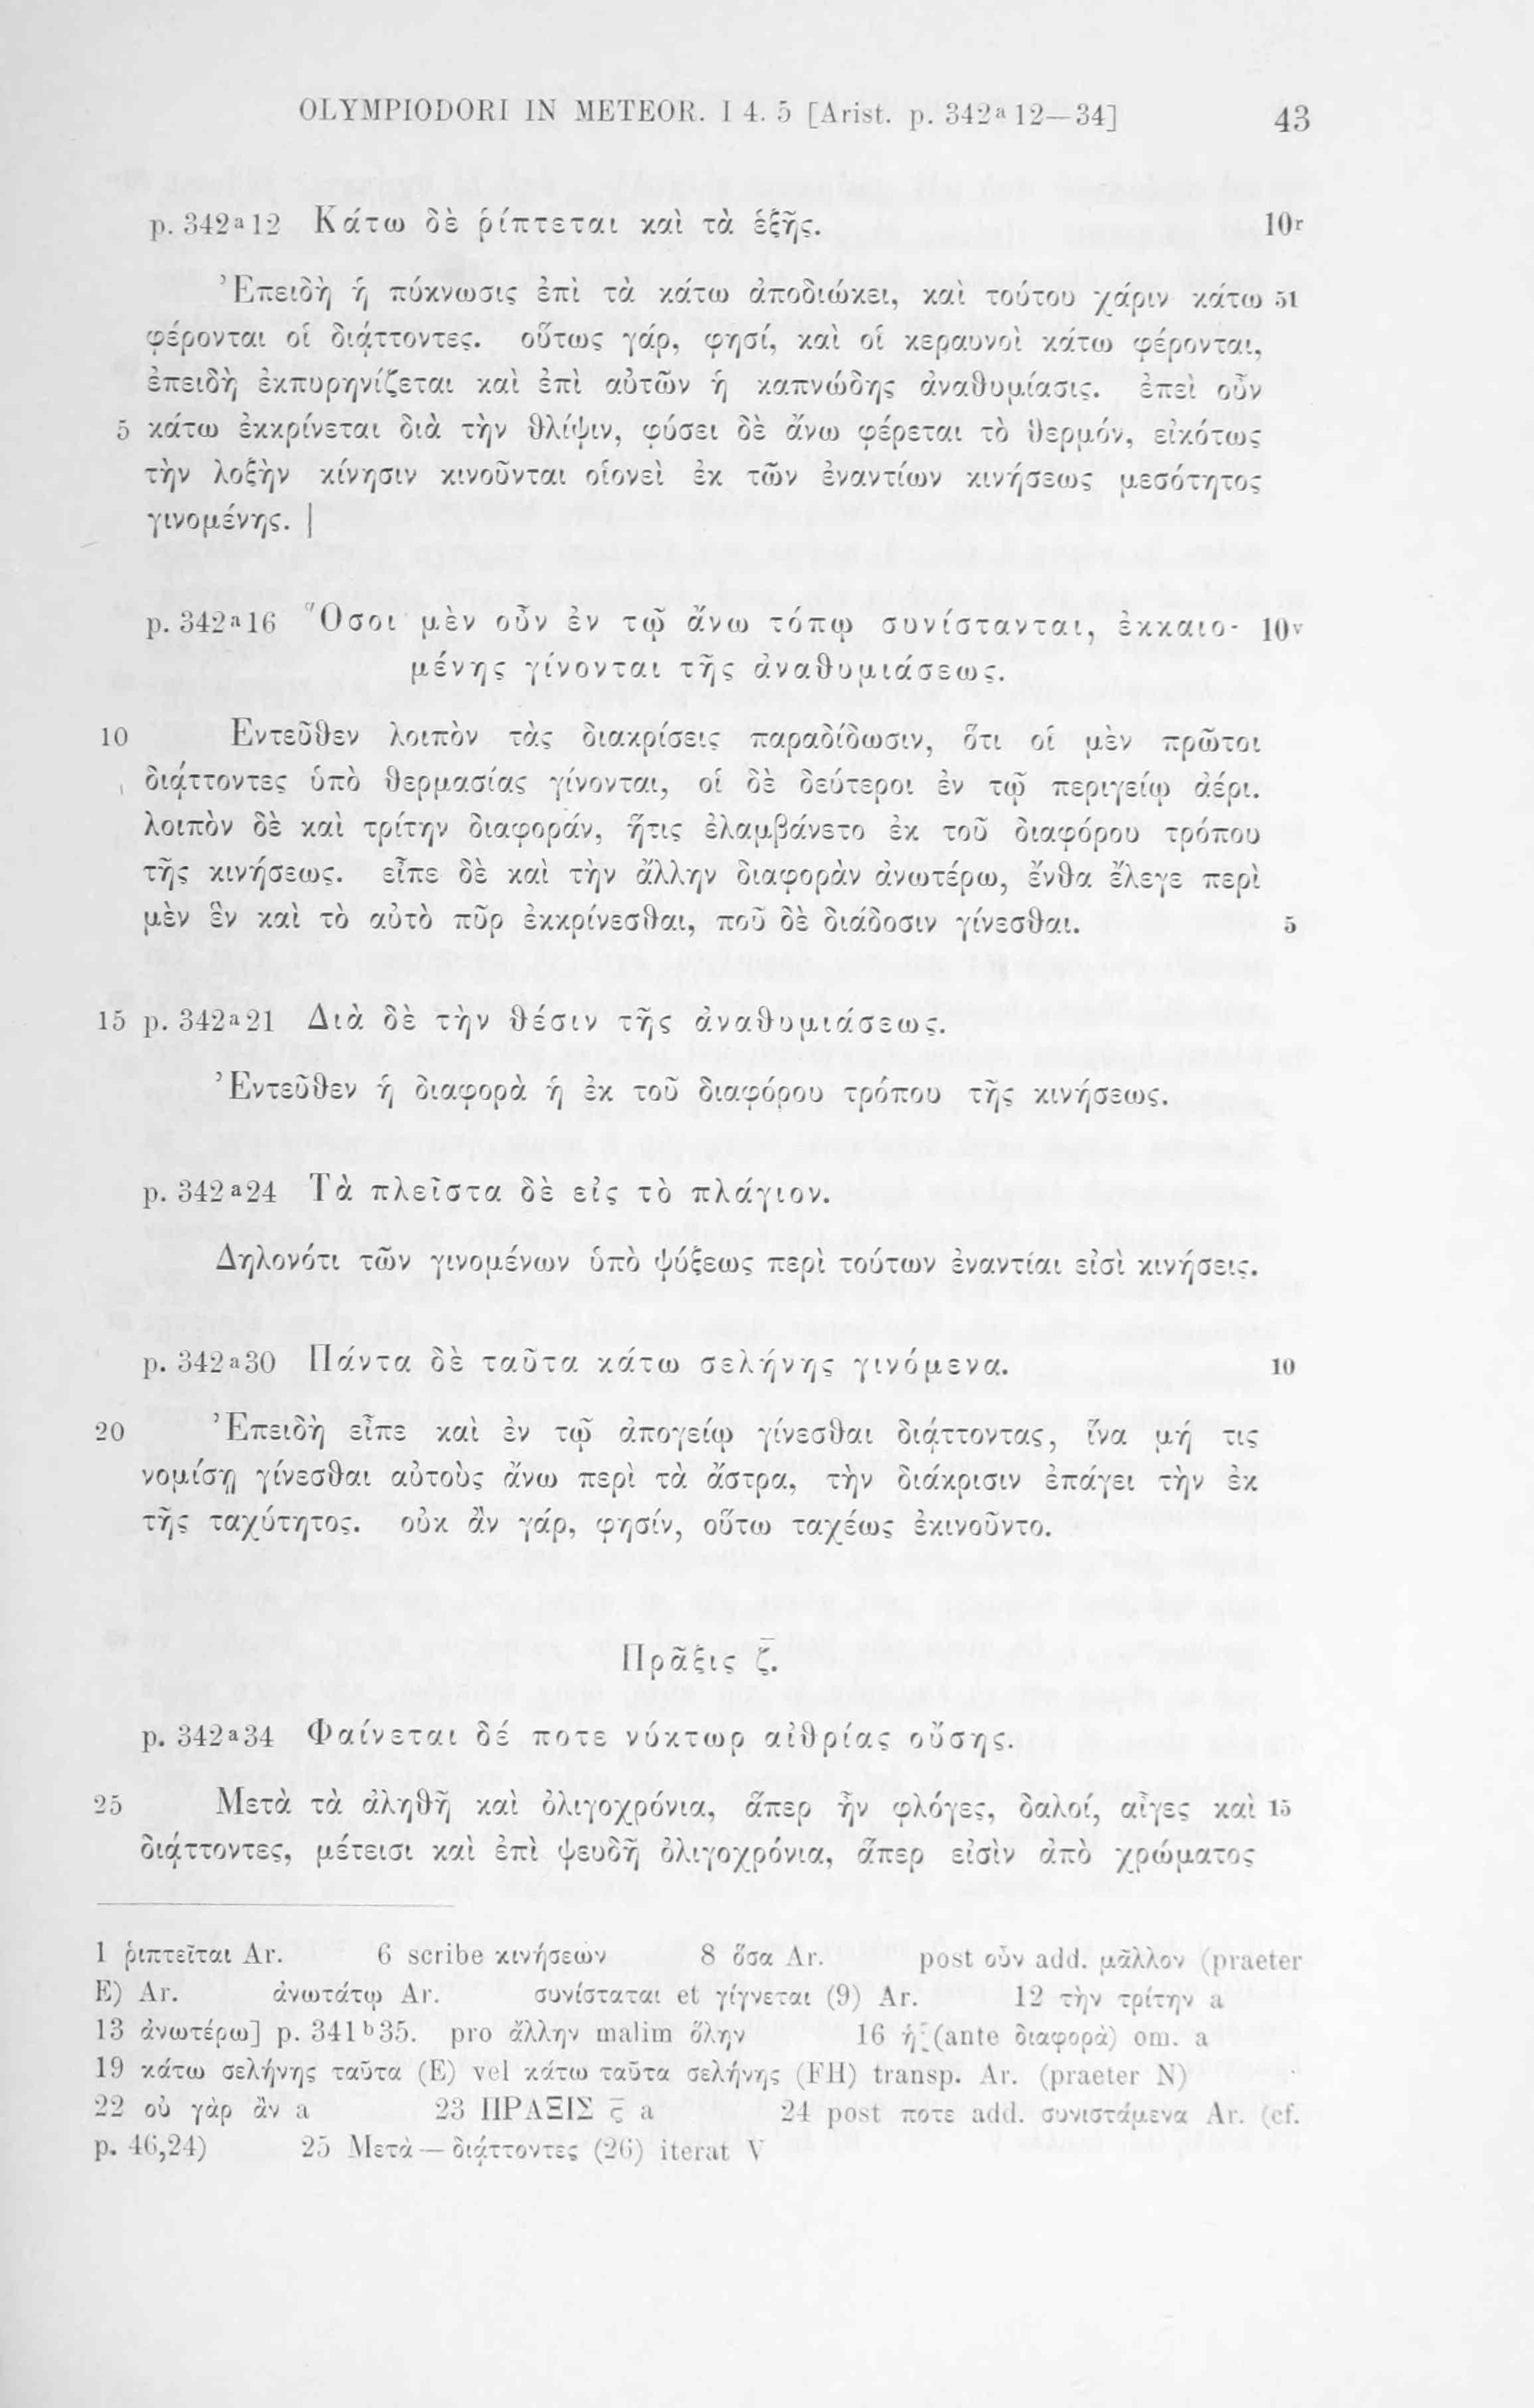 OLYMPIODORI IN METEOR. I 4. 5 [Arist. p. 342ᵃ12—34] 43
p. 342ᵃ12 Κάτω δὲ ῥίπτεται καὶ τὰ ἑξῆς. 10ʳ
Ἐπειδὴ ἡ πύκνωσις ἐπὶ τὰ κάτω ἀποδιώκει, καὶ τούτου χάριν κάτω 51
φέρονται οἱ διᾴττοντες. οὕτως γάρ, φησί, καὶ οἱ κεραυνοὶ κάτω φέρονται,
ἐπειδὴ ἐκπυρηνίζεται καὶ ἐπὶ αὐτῶν ἡ καπνώδης ἀναθυμίασις. ἐπεὶ οὖν
5 κάτω ἐκκρίνεται διὰ τὴν θλίψιν, φύσει δὲ ἄνω φέρεται τὸ θερμόν, εἰκότως
τὴν λοξὴν κίνησιν κινοῦνται οἱονεὶ ἐκ τῶν ἐναντίων κινήσεως μεσότητος
γινομένης. |
p. 342ᵃ16 Ὅσοι μὲν οὖν ἐν τῷ ἄνω τόπῳ συνίστανται, ἐκκαιο- 10ᵛ
μένης γίνονται τῆς ἀναθυμιάσεως.
10 Εντεῦθεν λοιπὸν τὰς διακρίσεις παραδίδωσιν, ὅτι οἱ μὲν πρῶτοι
διᾴττοντες ὑπὸ θερμασίας γίνονται, οἱ δὲ δεύτεροι ἐν τῷ περιγείῳ ἀέρι.
λοιπὸν δὲ καὶ τρίτην διαφοράν, ἥτις ἐλαμβάνετο ἐκ τοῦ διαφόρου τρόπου
τῆς κινήσεως. εἶπε δὲ καὶ τὴν ἄλλην διαφορὰν ἀνωτέρω, ἔνθα ἔλεγε περὶ
μὲν ἓν καὶ τὸ αὐτὸ πῦρ ἐκκρίνεσθαι, ποῦ δὲ διάδοσιν γίνεσθαι. 5
15 p. 342ᵃ21 Διὰ δὲ τὴν θέσιν τῆς ἀναθυμιάσεως.
Ἐντεῦθεν ἡ διαφορὰ ἡ ἐκ τοῦ διαφόρου τρόπου τῆς κινήσεως.
p. 342ᵃ24 Τὰ πλεῖστα δὲ εἰς τὸ πλάγιον.
Δηλονότι τῶν γινομένων ὑπὸ ψύξεως περὶ τούτων ἐναντίαι εἰσὶ κινήσεις.
p. 342ᵃ30 Πάντα δὲ ταῦτα κάτω σελήνης γινόμενα. 10
20 Ἐπειδὴ εἶπε καὶ ἐν τῷ ἀπογείῳ γίνεσθαι διᾴττοντας, ἵνα μή τις
νομίσῃ γίνεσθαι αὐτοὺς ἄνω περὶ τὰ ἄστρα, τὴν διάκρισιν ἐπάγει τὴν ἐκ
τῆς ταχύτητος. οὐκ ἂν γάρ, φησίν, οὕτω ταχέως ἐκινοῦντο.
Πρᾶξις ζ̅.
p. 342ᵃ34 Φαίνεται δέ ποτε νύκτωρ αἰθρίας οὔσης.
25 Μετὰ τὰ ἀληθῆ καὶ ὀλιγοχρόνια, ἅπερ ἦν φλόγες, δαλοί, αἶγες καὶ 15
διᾴττοντες, μέτεισι καὶ ἐπὶ ψευδῆ ὀλιγοχρόνια, ἅπερ εἰσὶν ἀπὸ χρώματος
1 ῥιπτεῖται Ar. 6 scribe κινήσεων 8 ὅσα Ar. post οὖν add. μᾶλλον (praeter
E) Ar. ἀνωτάτῳ Ar. συνίσταται et γίγνεται (9) Ar. 12 τὴν τρίτην a
13 ἀνωτέρω] p. 341ᵇ35. pro ἄλλην malim ὅλην 16 ἡ (ante διαφορὰ) om. a
19 κάτω σελήνης ταῦτα (E) vel κάτω ταῦτα σελήνης (FH) transp. Ar. (praeter N)
22 οὐ γὰρ ἂν a 23 ΠΡΑΞΙΣ ϛ̅ a 24 post ποτε add. συνιστάμενα Ar. (cf.
p. 46,24) 25 Μετὰ — διᾴττοντες (26) iterat V